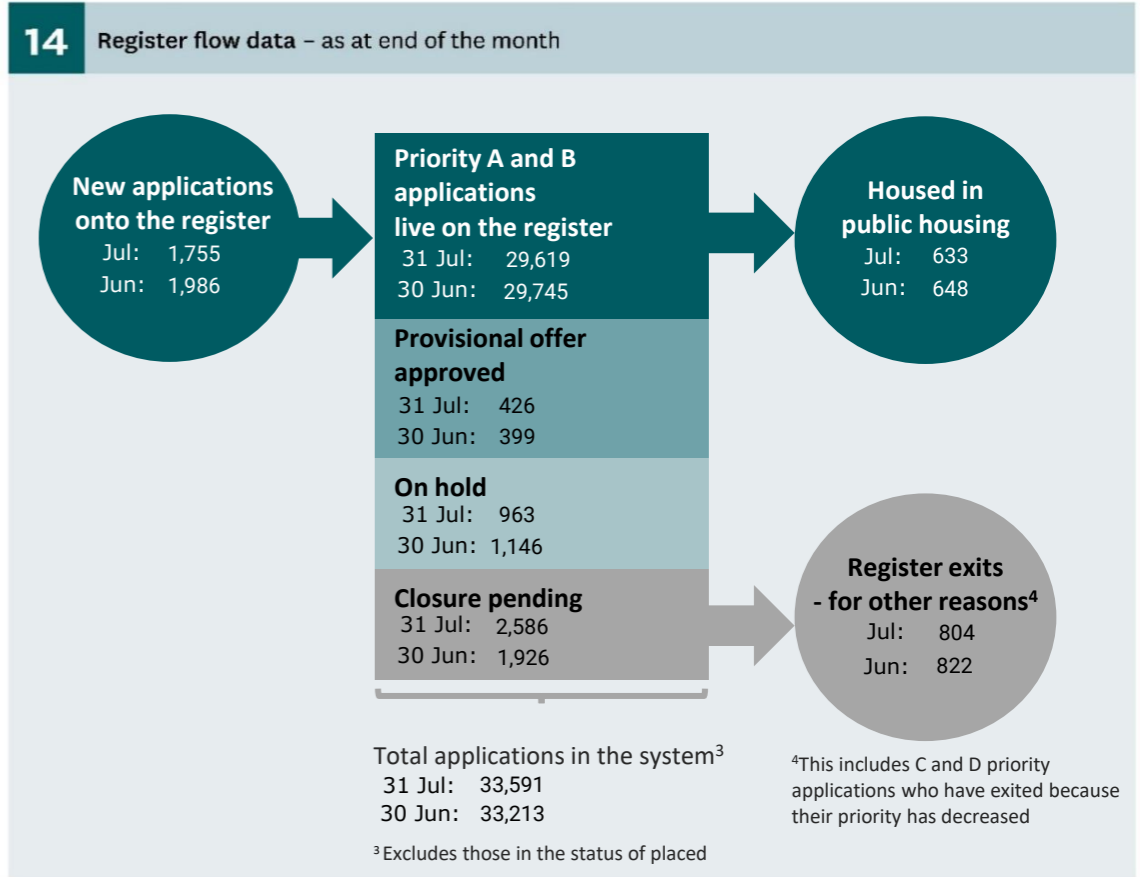 14 Register flow data – as at end of the month
New applications
onto the register
Jul: 1,755
Jun: 1,986
Priority A and B
applications
live on the register
31 Jul: 29,619
30 Jun: 29,745
Housed in
public housing
Jul: 633
Jun: 648
Provisional offer
approved
31 Jul: 426
30 Jun: 399
On hold
31 Jul: 963
30 Jun: 1,146
Closure pending
31 Jul: 2,586
30 Jun: 1,926
Register exits
- for other reasons⁴
Jul: 804
Jun: 822
Total applications in the system³
31 Jul: 33,591
30 Jun: 33,213
³ Excludes those in the status of placed
⁴This includes C and D priority
applications who have exited because
their priority has decreased